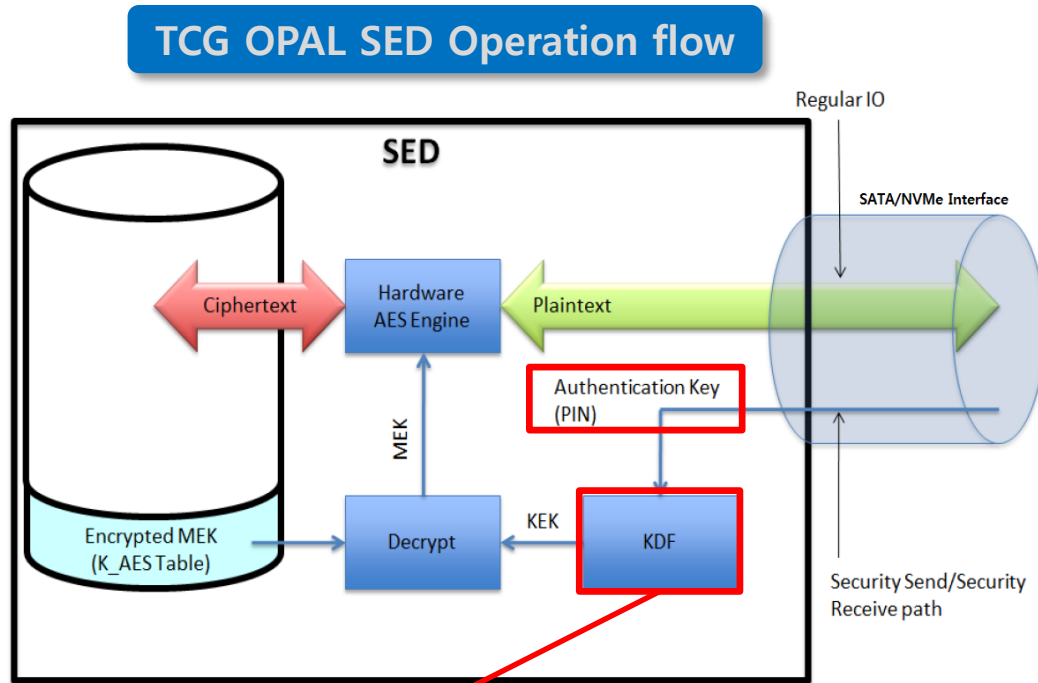 TCG OPAL SED Operation flow
Regular IO
SED
SATA/NVMe Interface
Ciphertext
Hardware
AES Engine
Plaintext
Authentication Key
(PIN)
MEK
Encrypted MEK
(K_AES Table)
Decrypt
KEK
KDF
Security Send/Security
Receive path